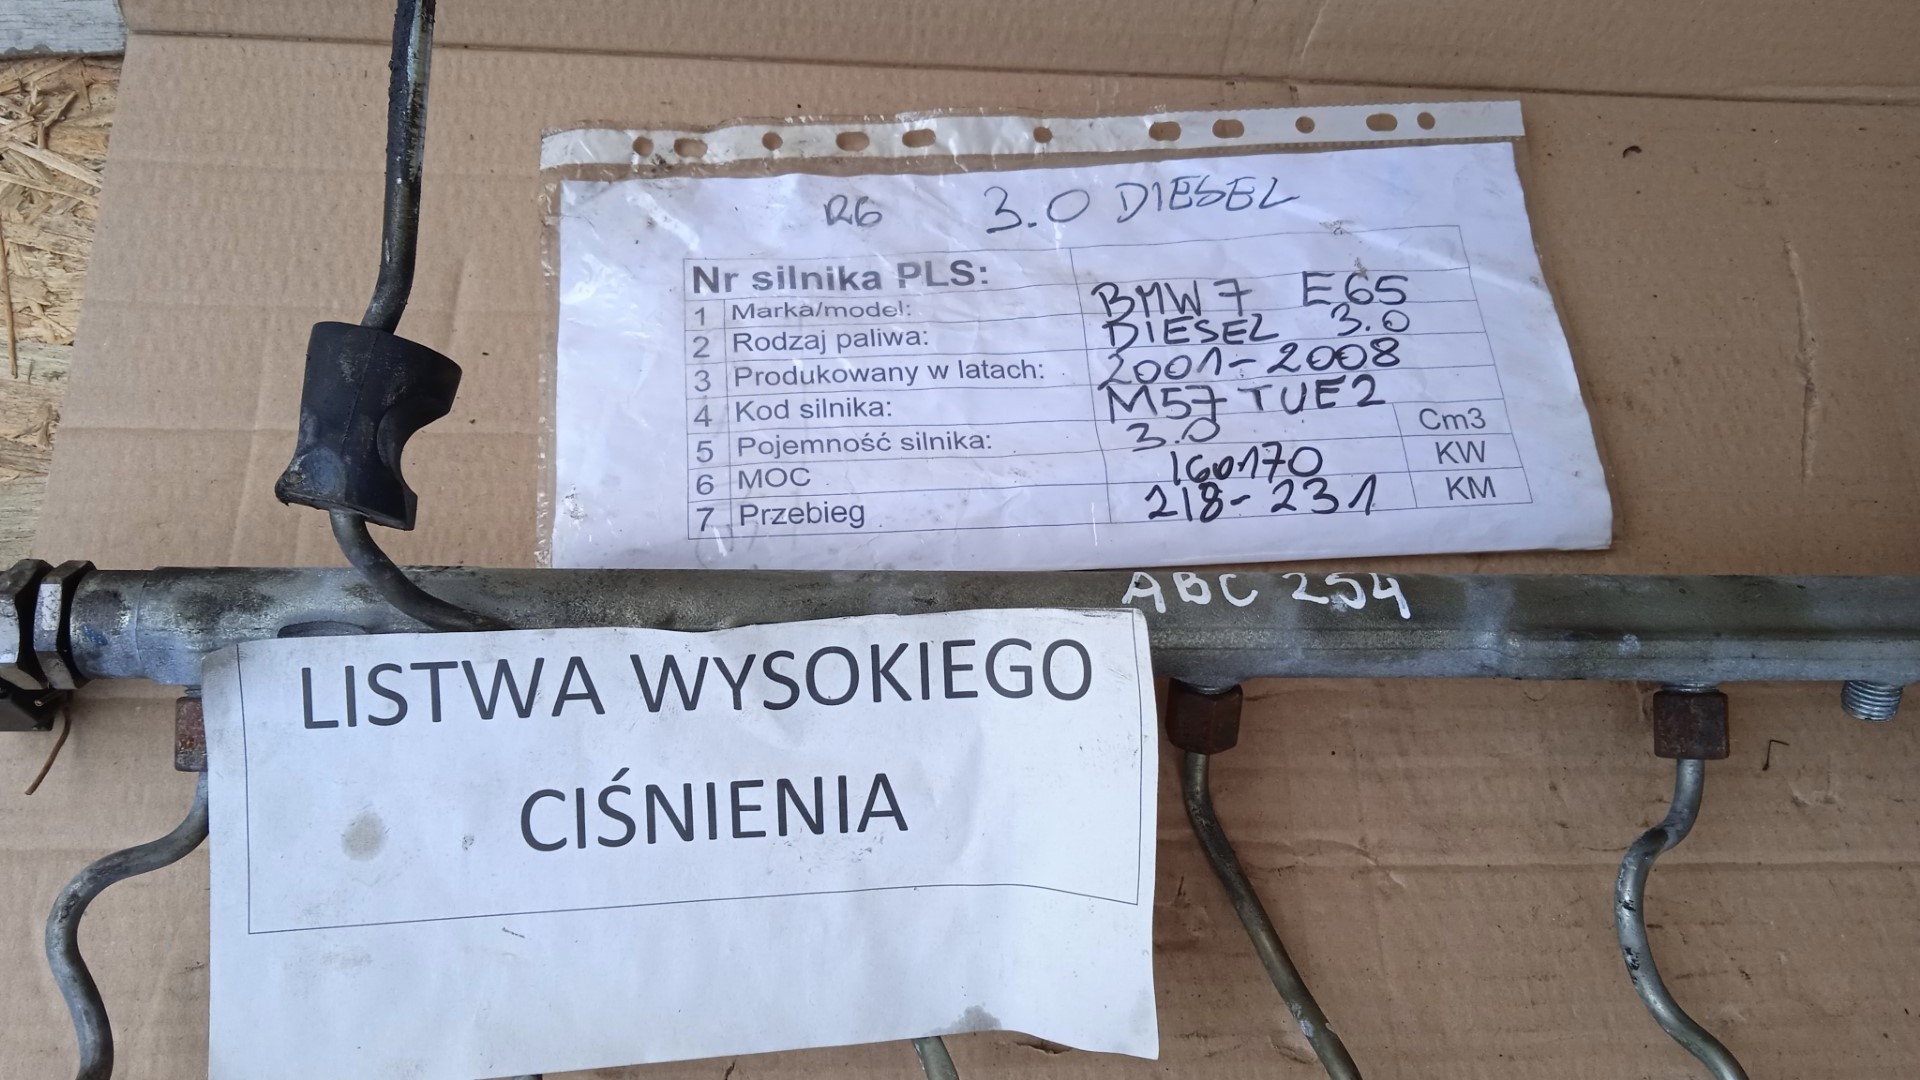 R6 3.0 DIESEL
Nr silnika PLS:
1 Marka/model: BMW 7 E65
2 Rodzaj paliwa: DIESEL 3.0
3 Produkowany w latach: 2001-2008
4 Kod silnika: M57 TUE2
5 Pojemność silnika: 3.0 Cm3
6 MOC 160170 KW
7 Przebieg 218-231 KM
ABC 254
LISTWA WYSOKIEGO
CIŚNIENIA